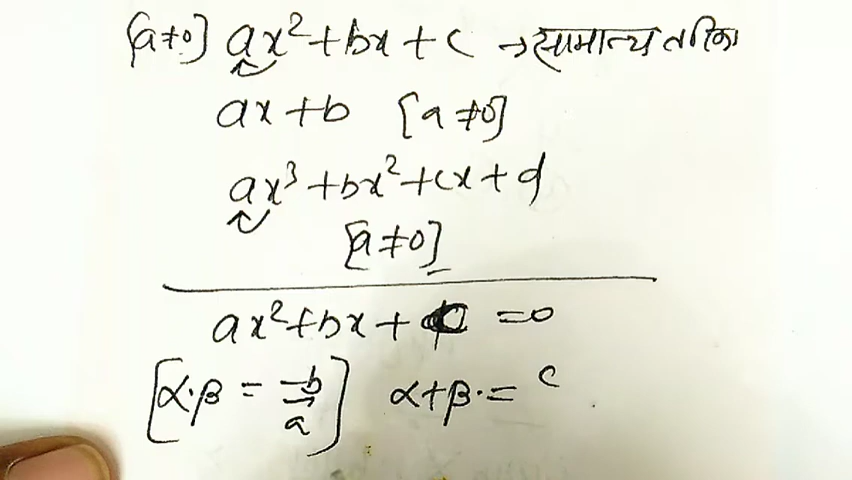 [a≠0] ax²+bx+c → सामान्य तरिका
ax+b [a≠0]
ax³+bx²+cx+d
[a≠0]
ax²+bx+ =0
[α·β = -b/a] α+β·= c